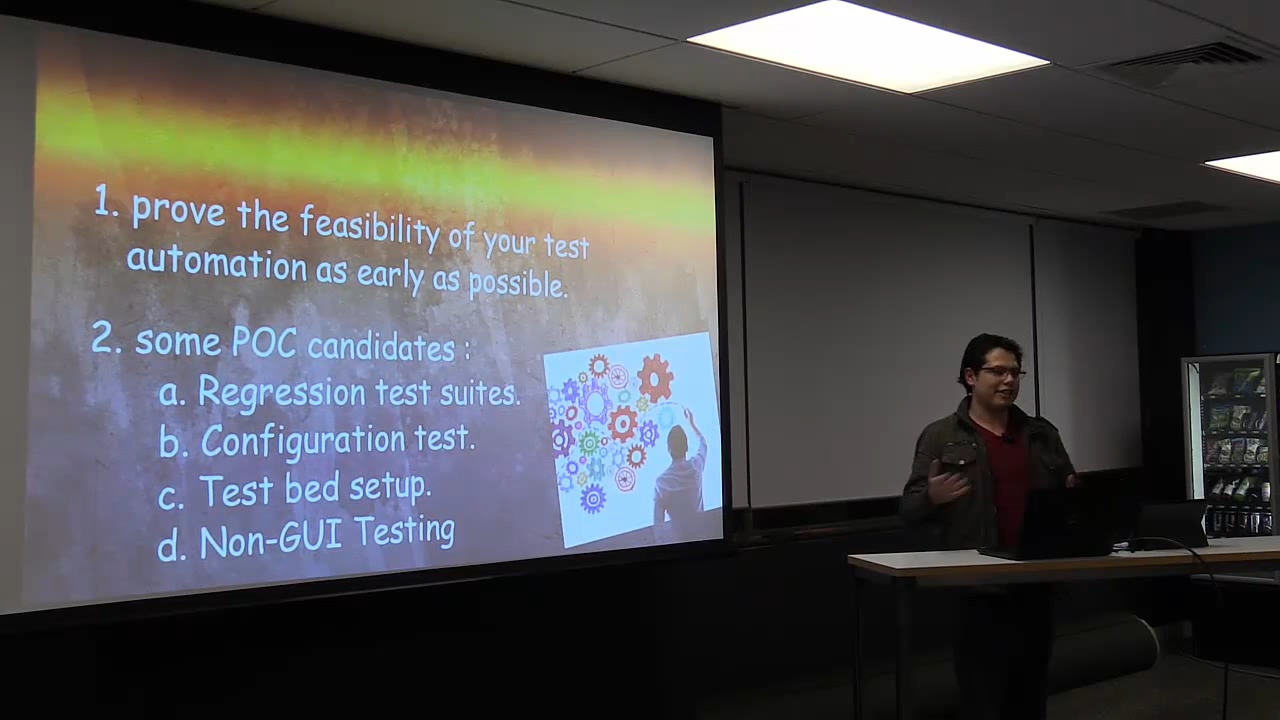 1. prove the feasibility of your test
automation as early as possible.
2. some POC candidates :
a. Regression test suites.
b. Configuration test.
c. Test bed setup.
d. Non-GUI Testing